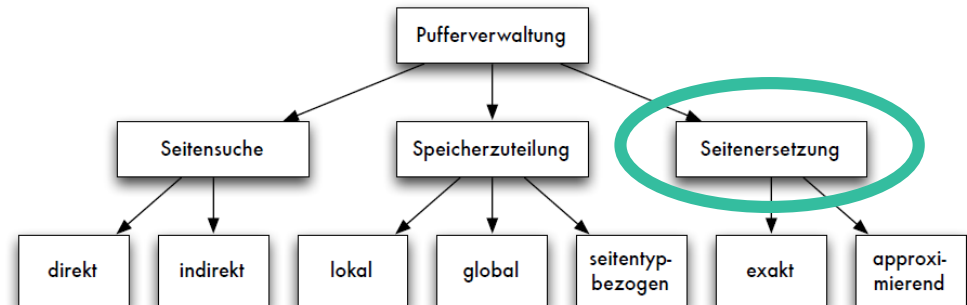 Pufferverwaltung
Seitensuche
Speicherzuteilung
Seitenersetzung
direkt
indirekt
lokal
global
seitentyp-
bezogen
exakt
approxi-
mierend